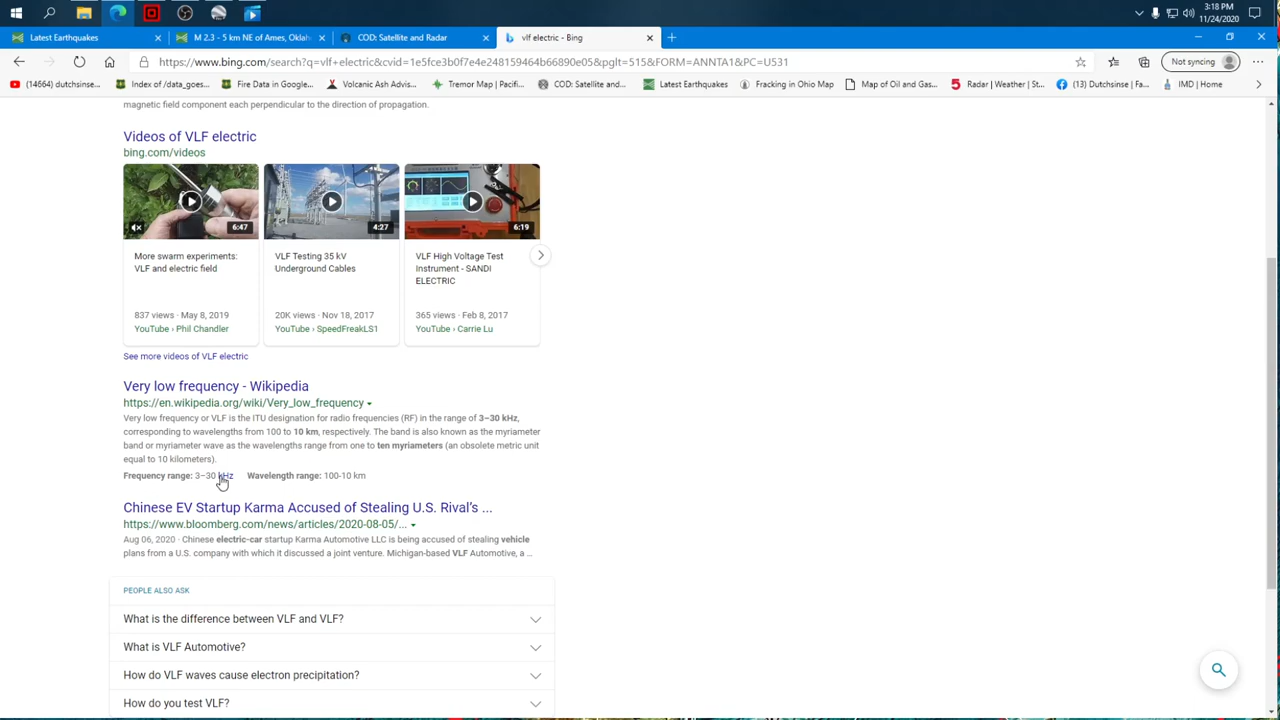 3:18 PM
11/24/2020
Latest Earthquakes
M 2.3 - 5 km NE of Ames, Oklah
COD: Satellite and Radar
vlf electric - Bing
https://www.bing.com/search?q=vlf+electric&cvid=1e5fce3b0f7e4e248159464b66890e05&pglt=515&FORM=ANNTA1&PC=U531
Not syncing
(14664) dutchsinse...
Index of /data_goes...
Fire Data in Google...
Volcanic Ash Advis...
Tremor Map | Pacifi...
COD: Satellite and...
Latest Earthquakes
Fracking in Ohio Map
Map of Oil and Gas...
Radar | Weather | St...
(13) Dutchsinse | Fa...
IMD | Home
magnetic field component each perpendicular to the direction of propagation.
Videos of VLF electric
bing.com/videos
6:47
4:27
6:19
More swarm experiments:
VLF and electric field
VLF Testing 35 kV
Underground Cables
VLF High Voltage Test
Instrument - SANDI
ELECTRIC
837 views · May 8, 2019
YouTube › Phil Chandler
20K views · Nov 18, 2017
YouTube › SpeedFreakLS1
365 views · Feb 8, 2017
YouTube › Carrie Lu
See more videos of VLF electric
Very low frequency - Wikipedia
https://en.wikipedia.org/wiki/Very_low_frequency
Very low frequency or VLF is the ITU designation for radio frequencies (RF) in the range of 3–30 kHz,
corresponding to wavelengths from 100 to 10 km, respectively. The band is also known as the myriameter
band or myriameter wave as the wavelengths range from one to ten myriameters (an obsolete metric unit
equal to 10 kilometers).
Frequency range: 3–30 kHz Wavelength range: 100-10 km
Chinese EV Startup Karma Accused of Stealing U.S. Rival's ...
https://www.bloomberg.com/news/articles/2020-08-05/...
Aug 06, 2020 · Chinese electric-car startup Karma Automotive LLC is being accused of stealing vehicle
plans from a U.S. company with which it discussed a joint venture. Michigan-based VLF Automotive, a ...
PEOPLE ALSO ASK
What is the difference between VLF and VLF?
What is VLF Automotive?
How do VLF waves cause electron precipitation?
How do you test VLF?